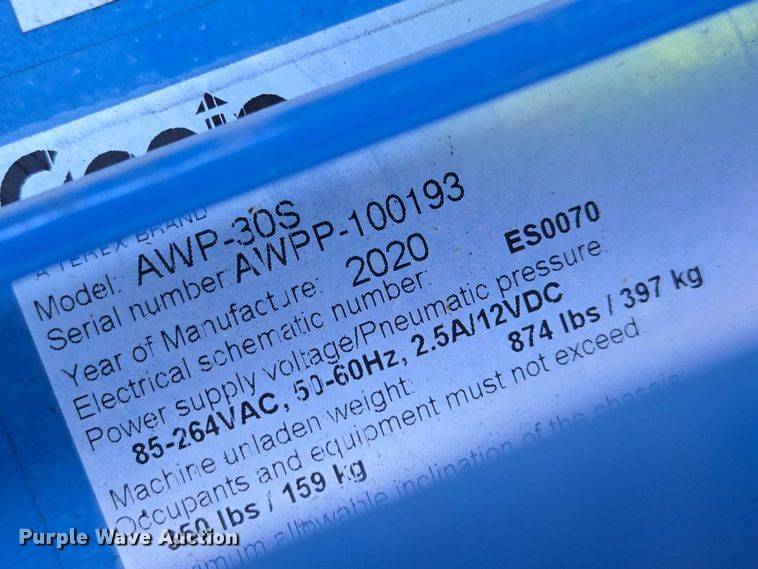 Genie
A TEREX BRAND
Model: AWP-30S
Serial number: AWPP-100193
Year of Manufacture: 2020
Electrical schematic number: ES0070
Power supply voltage/Pneumatic pressure:
85-264VAC, 50-60Hz, 2.5A/12VDC
Machine unladen weight: 874 lbs / 397 kg
Occupants and equipment must not exceed:
350 lbs / 159 kg
allowable inclination of the chassis:
Purple Wave Auction